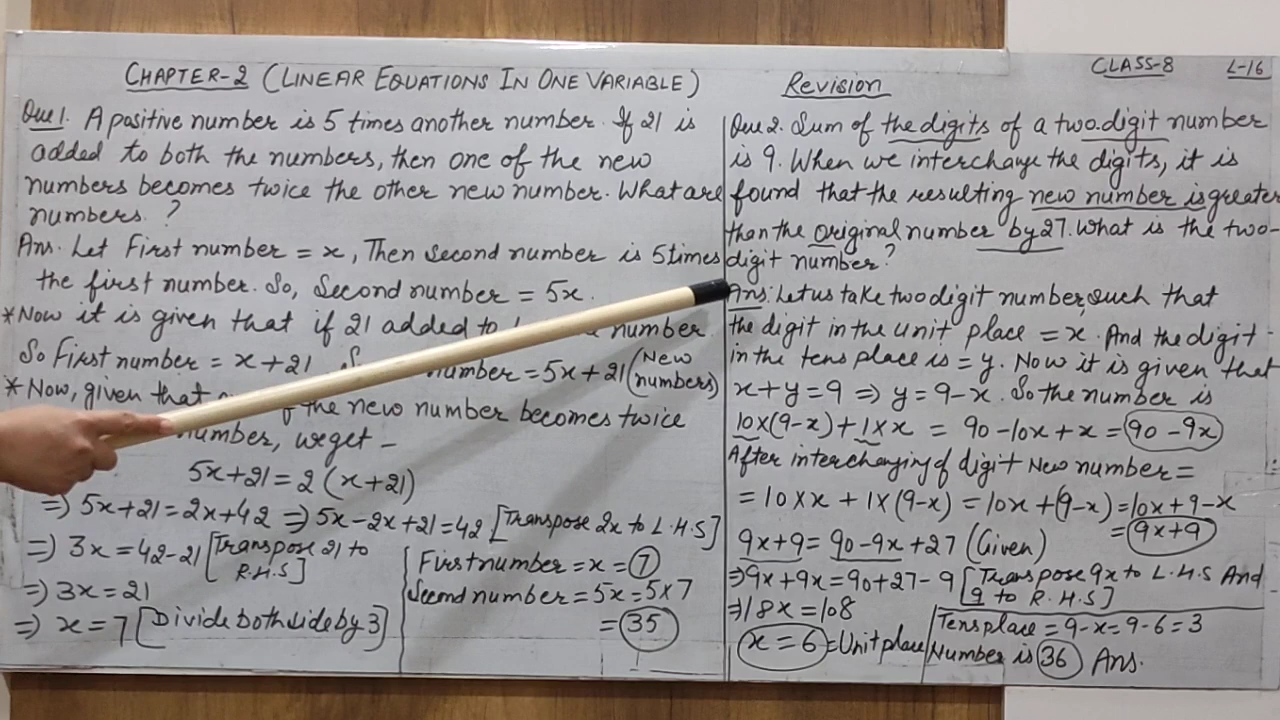 CHAPTER-2 (LINEAR EQUATIONS IN ONE VARIABLE)
Revision
CLASS-8 L-16
Que 1. A positive number is 5 times another number. If 21 is
added to both the numbers, then one of the new
numbers becomes twice the other new number. What are
numbers. ?
Ans. Let First number = x, Then second number is 5 times
the first number. So, Second number = 5x.
*Now it is given that if 21 added to number.
So First number = x+21, = 5x+21 (New numbers)
*Now, given that the new number becomes twice
number, we get -
5x+21 = 2 (x+21)
⇒ 5x+21 = 2x+42 ⇒ 5x-2x+21 = 42 [Transpose 2x to L.H.S]
⇒ 3x = 42-21 [Transpose 21 to
R.H.S]
⇒ 3x = 21
⇒ x = 7 [Divide both side by 3]
First number = x = 7
Second number = 5x = 5x7
= 35
Que 2. Sum of the digits of a two.digit number
is 9. When we interchange the digits, it is
found that the resulting new number is greater
than the original number by 27. What is the two-
digit number?
Ans: Let us take two digit number, such that
the digit in the unit place = x. And the digit
in the tens place is = y. Now it is given that
x+y = 9 ⇒ y = 9-x. So the number is
10x(9-x)+1xx = 90-10x+x = 90-9x
After interchanging of digit New number =
= 10xx + 1x(9-x) = 10x+(9-x) = 10x+9-x
= 9x+9
9x+9 = 90-9x+27 (Given)
⇒ 9x+9x = 90+27-9 [Transpose 9x to L.H.S And
9 to R.H.S]
⇒ 18x = 108
x = 6 = Unit place
Tens place = 9-x = 9-6 = 3
Number is 36 Ans.